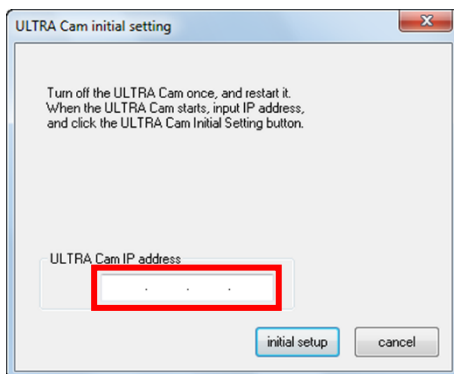 ULTRA Cam initial setting
Turn off the ULTRA Cam once, and restart it.
When the ULTRA Cam starts, input IP address,
and click the ULTRA Cam Initial Setting button.
ULTRA Cam IP address
. . .
initial setup cancel